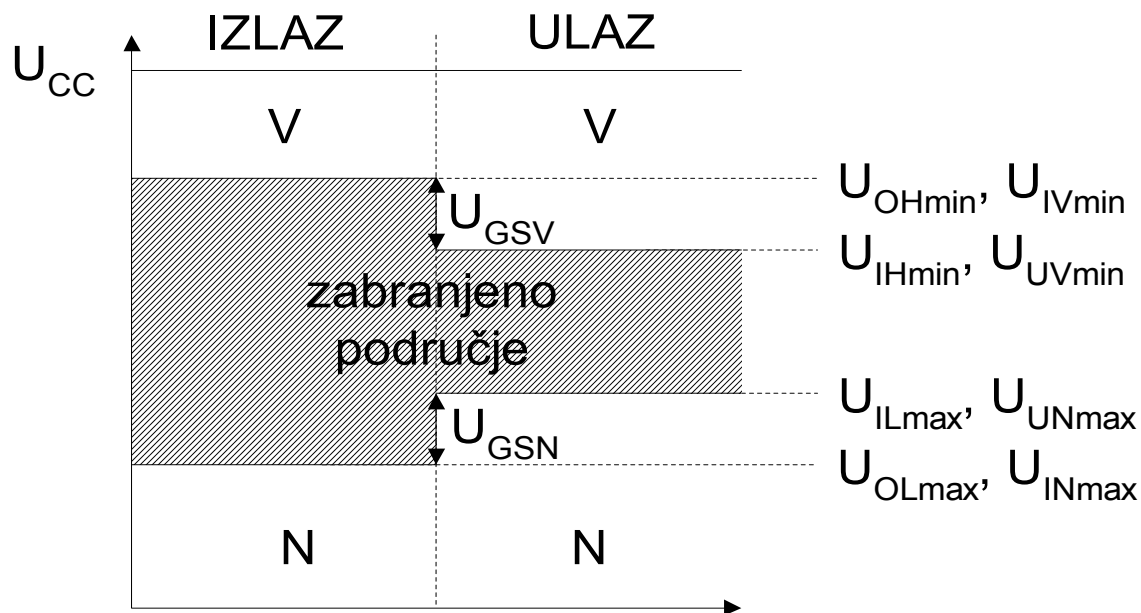 IZLAZ ULAZ
U_CC
V V
U_OHmin, U_IVmin
U_GSV
U_IHmin, U_UVmin
zabranjeno
područje
U_ILmax, U_UNmax
U_GSN
U_OLmax, U_INmax
N N